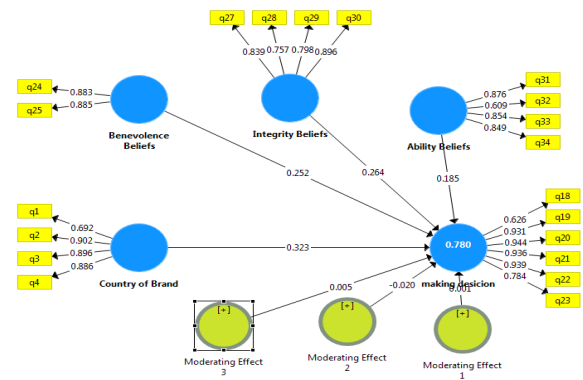 q27
q28
q29
q30
0.839
0.757
0.798
0.896
q24
q25
0.883
0.885
Benevolence
Beliefs
Integrity Beliefs
q31
q32
q33
q34
0.876
0.609
0.854
0.849
Ability Beliefs
0.252
0.264
0.185
q1
q2
q3
q4
0.692
0.902
0.896
0.886
Country of Brand
0.323
0.780
making desicion
q18
q19
q20
q21
q22
q23
0.626
0.931
0.944
0.936
0.939
0.784
0.005
-0.020
0.001
[+]
Moderating Effect
3
[+]
Moderating Effect
2
[+]
Moderating Effect
1